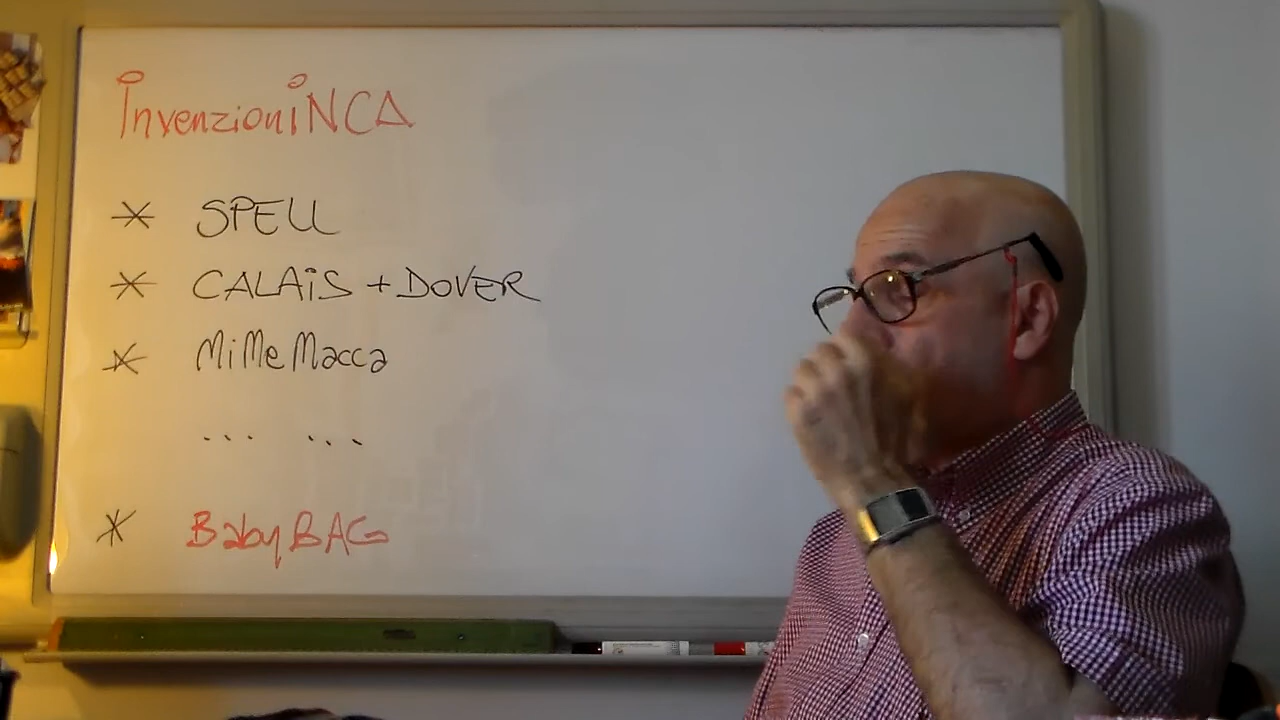 InvenzioniNCA
* SPELL
* CALAiS + DOVER
* MiMeMacca
... ...
* BabyBAG